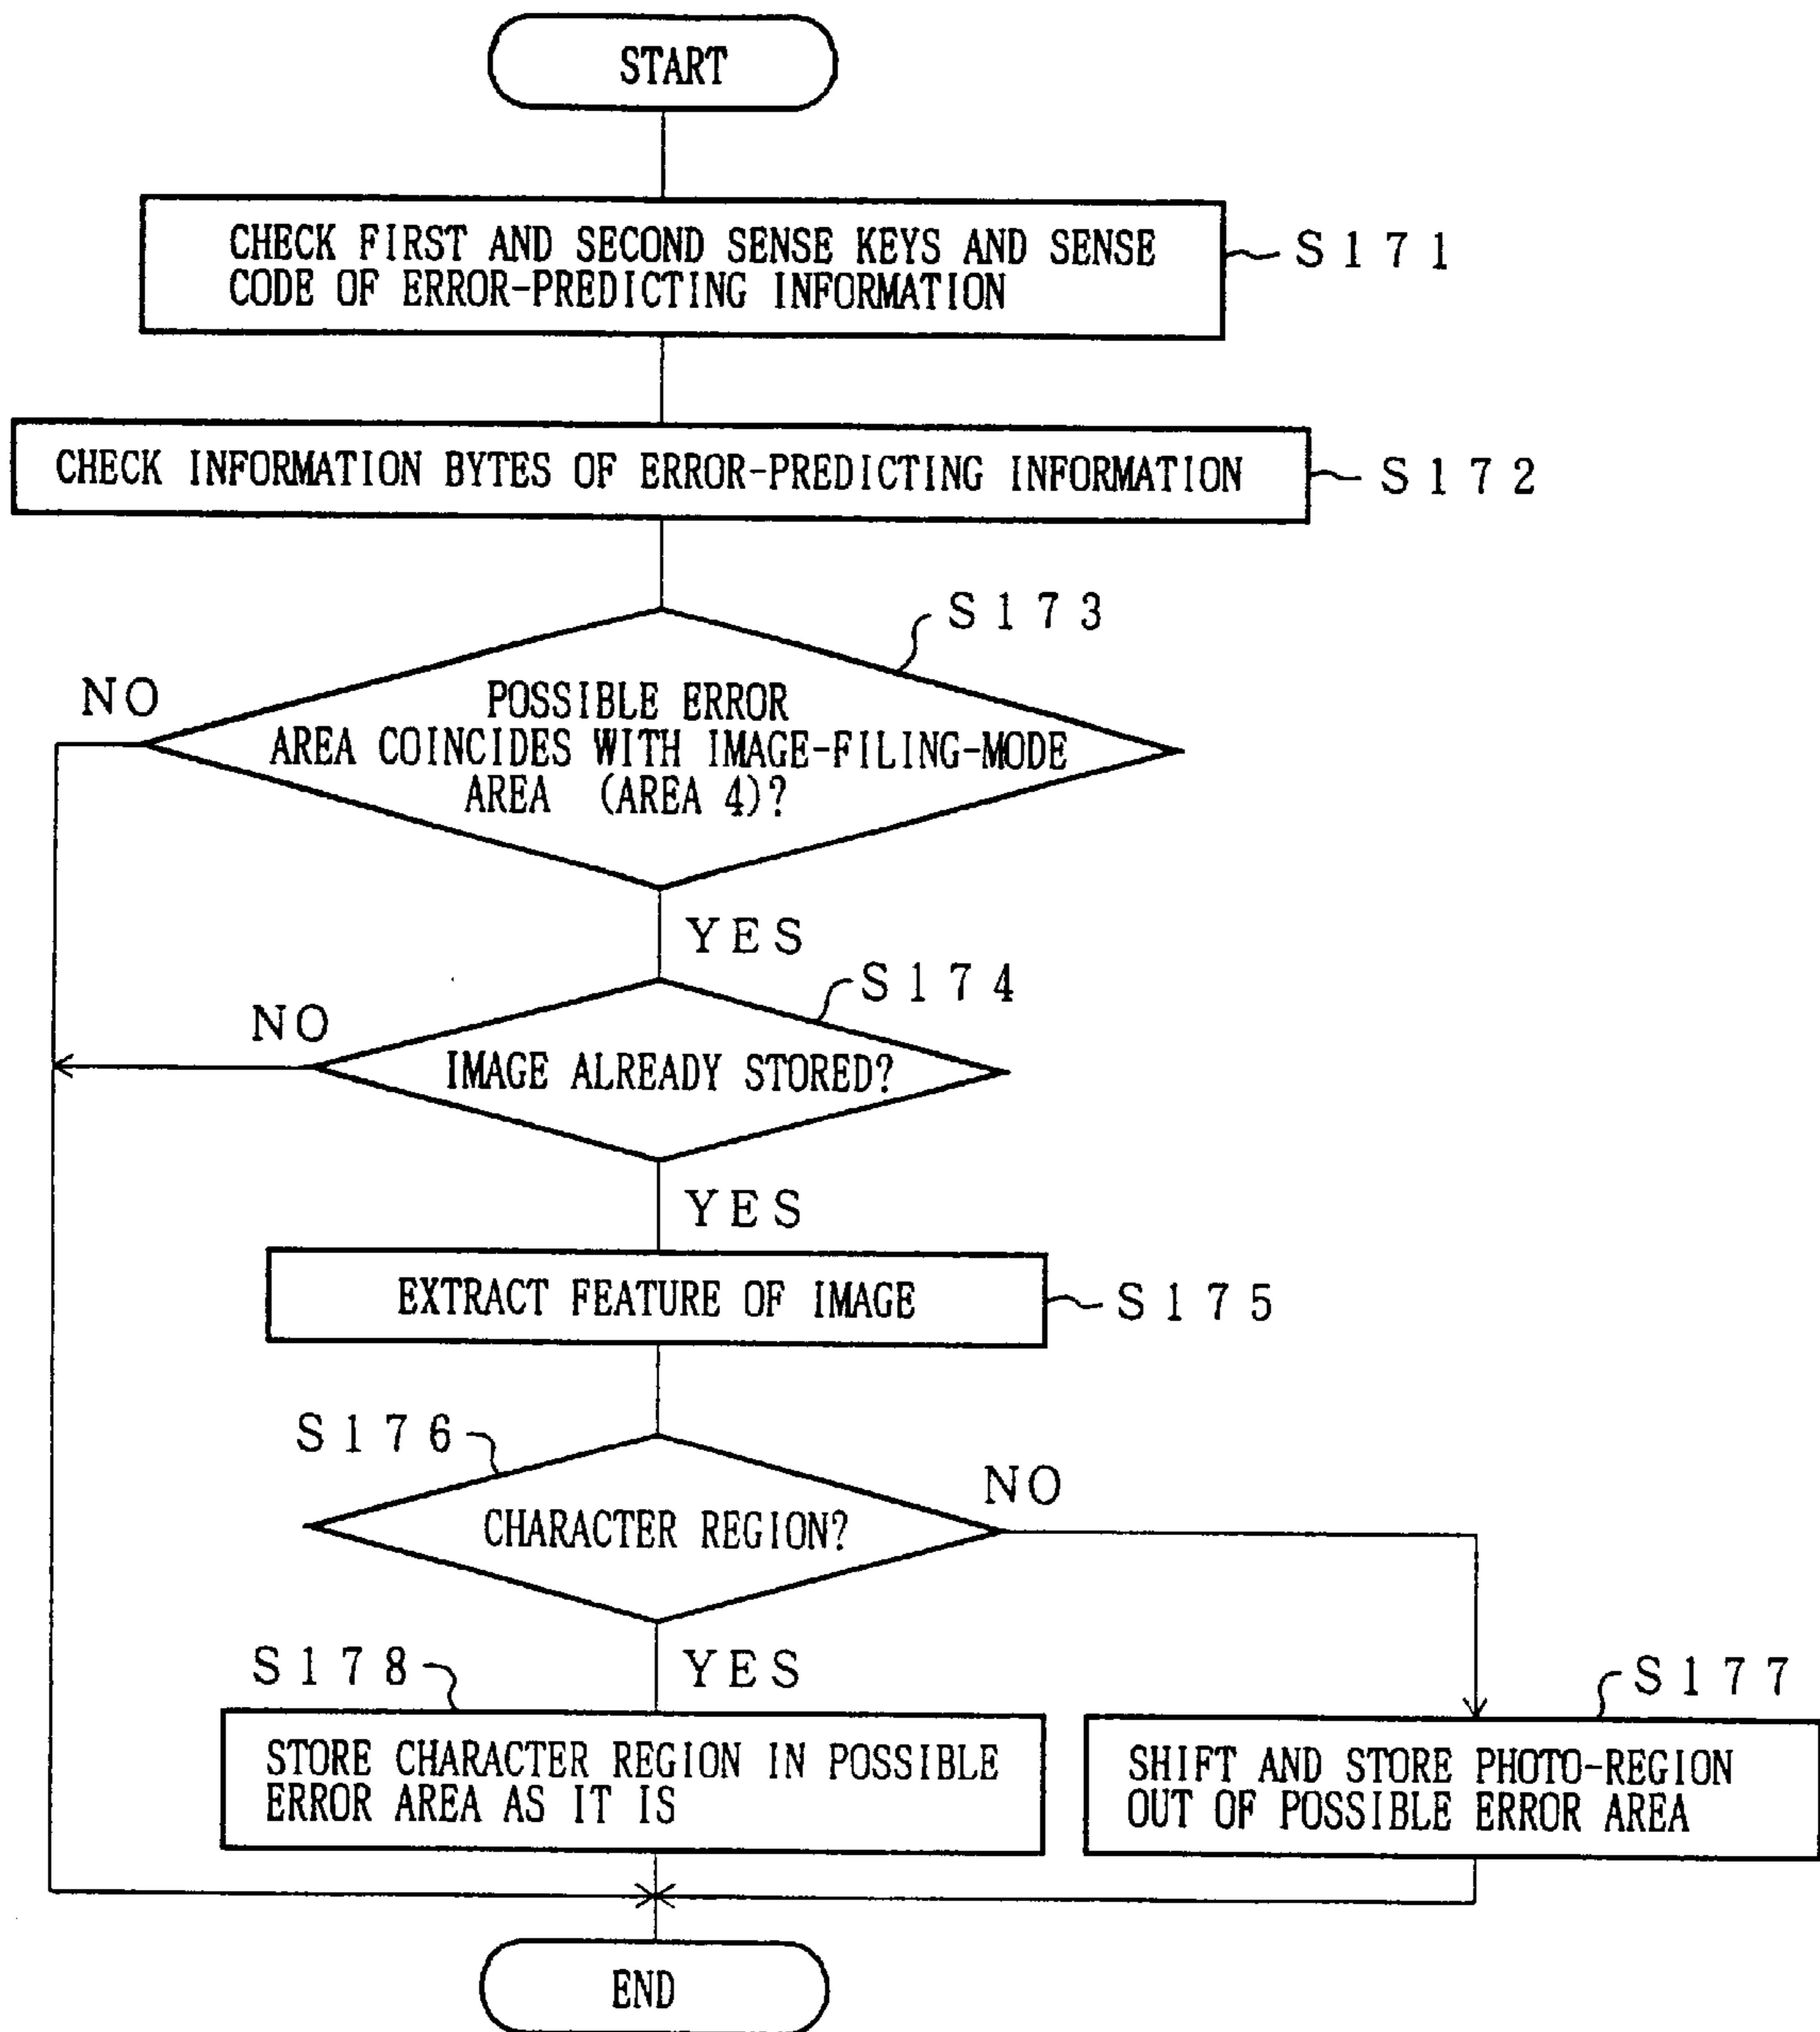 START
CHECK FIRST AND SECOND SENSE KEYS AND SENSE
CODE OF ERROR-PREDICTING INFORMATION
S171
CHECK INFORMATION BYTES OF ERROR-PREDICTING INFORMATION
S172
S173
NO
POSSIBLE ERROR
AREA COINCIDES WITH IMAGE-FILING-MODE
AREA (AREA 4)?
YES
S174
NO
IMAGE ALREADY STORED?
YES
EXTRACT FEATURE OF IMAGE
S175
S176
NO
CHARACTER REGION?
YES
S178
S177
STORE CHARACTER REGION IN POSSIBLE
ERROR AREA AS IT IS
SHIFT AND STORE PHOTO-REGION
OUT OF POSSIBLE ERROR AREA
END